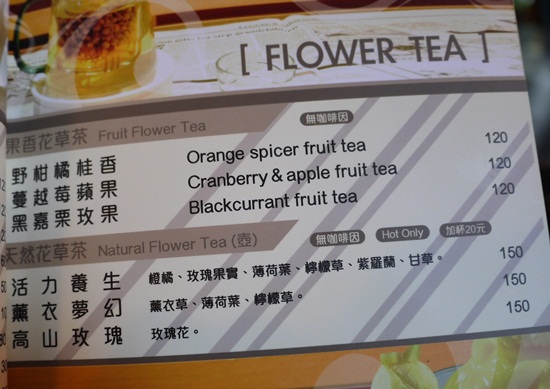 [ FLOWER TEA ]
果香花草茶 Fruit Flower Tea 無咖啡因
野柑橘桂香 Orange spicer fruit tea 120
蔓越莓蘋果 Cranberry & apple fruit tea 120
黑嘉栗玫果 Blackcurrant fruit tea 120
天然花草茶 Natural Flower Tea (壺) 無咖啡因 Hot Only 加杯20元
活力養生 橙橘、玫瑰果實、薄荷葉、檸檬草、紫羅蘭、甘草。 150
薰衣夢幻 薰衣草、薄荷葉、檸檬草。 150
高山玫瑰 玫瑰花。 150